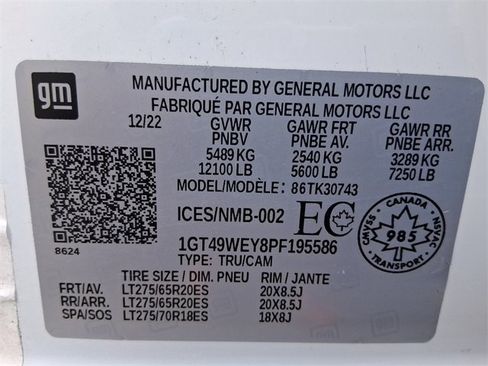 gm
MANUFACTURED BY GENERAL MOTORS LLC
FABRIQUÉ PAR GENERAL MOTORS LLC
12/22 GVWR GAWR FRT GAWR RR
PNBV PNBE AV. PNBE ARR.
5489 KG 2540 KG 3289 KG
12100 LB 5600 LB 7250 LB
MODEL/MODÈLE: 86TK30743
ICES/NMB-002 EC
1GT49WEY8PF195586
TYPE: TRU/CAM
8624
CANADA
SVMAC 985 NSVAC
TRANSPORT
TIRE SIZE / DIM. PNEU RIM / JANTE
FRT/AV. LT275/65R20ES 20X8.5J
RR/ARR. LT275/65R20ES 20X8.5J
SPA/SOS LT275/70R18ES 18X8J